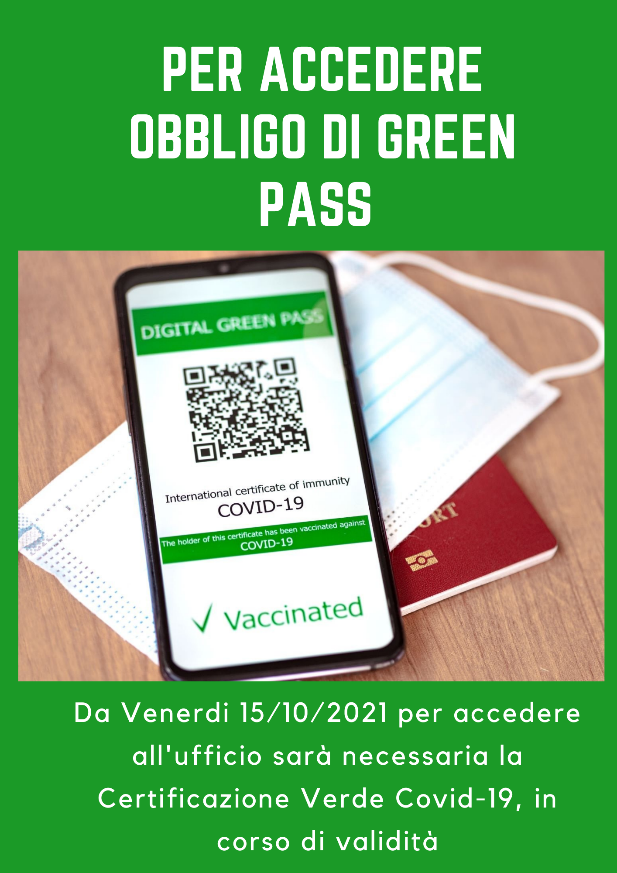 PER ACCEDERE
OBBLIGO DI GREEN
PASS
DIGITAL GREEN PASS
International certificate of immunity
COVID-19
The holder of this certificate has been vaccinated against
COVID-19
✓ Vaccinated
ORT
Da Venerdi 15/10/2021 per accedere
all'ufficio sarà necessaria la
Certificazione Verde Covid-19, in
corso di validità